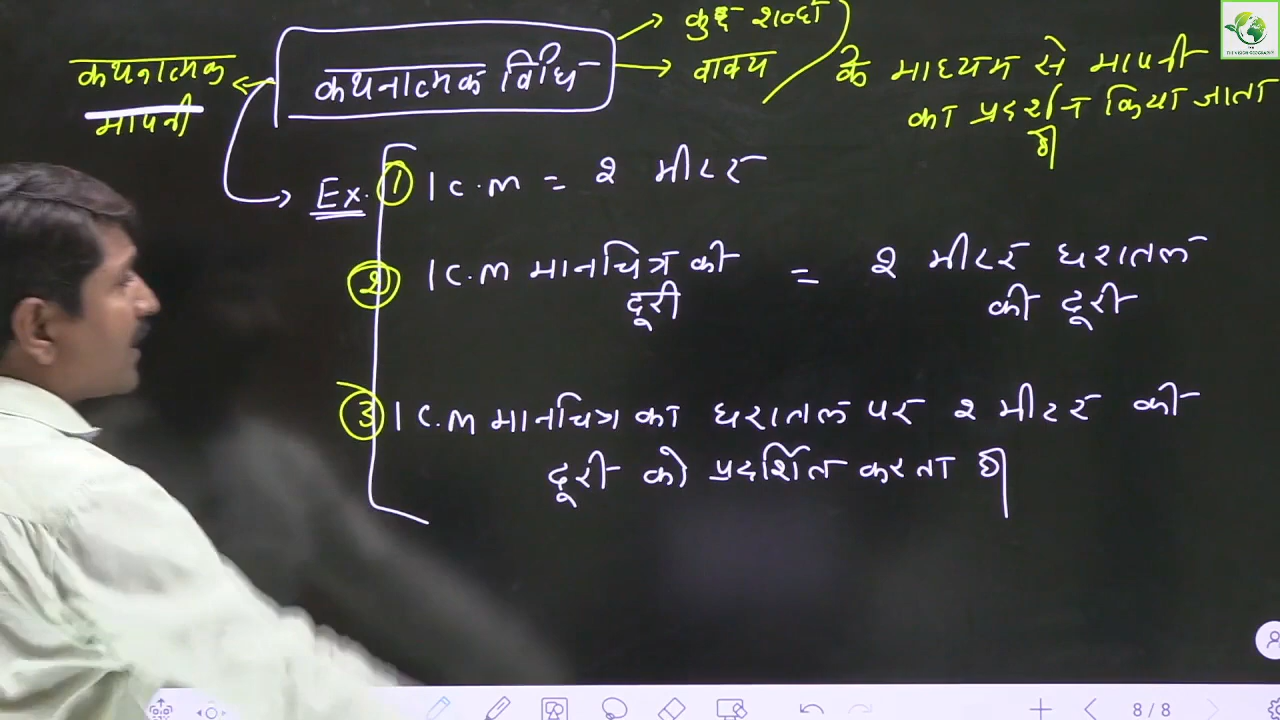 कुछ शब्दों
कथनात्मक विधि
वाक्य
के माध्यम से मापनी
का प्रदर्शन किया जाता
है
कथनात्मक
मापनी
Ex. 1 1 C.M = 2 मीटर
2 1 C.M मानचित्र की = 2 मीटर धरातल
दूरी की दूरी
3 1 C.M मानचित्र का धरातल पर 2 मीटर की
दूरी को प्रदर्शित करता है
8 / 8